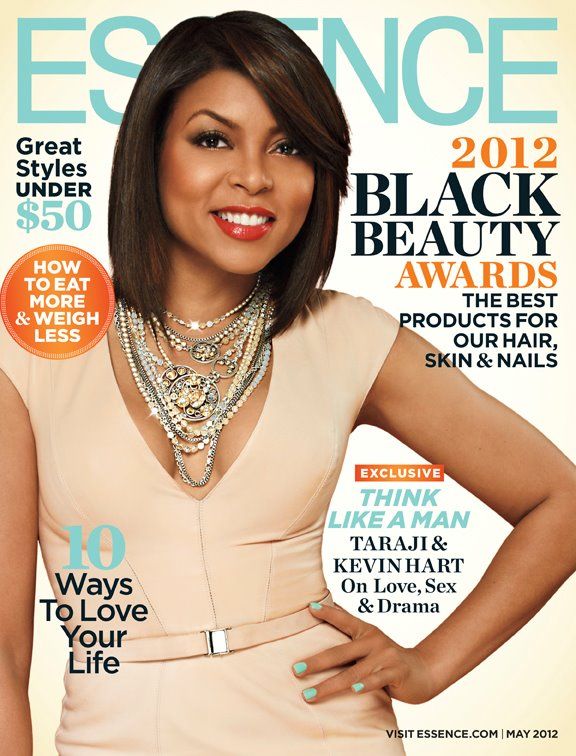 ESSENCE
Great
Styles
UNDER
$50
HOW
TO EAT
MORE
& WEIGH
LESS
2012
BLACK
BEAUTY
AWARDS
THE BEST
PRODUCTS FOR
OUR HAIR,
SKIN & NAILS
EXCLUSIVE
THINK
LIKE A MAN
TARAJI &
KEVIN HART
On Love, Sex
& Drama
10
Ways
To Love
Your
Life
VISIT ESSENCE.COM | MAY 2012